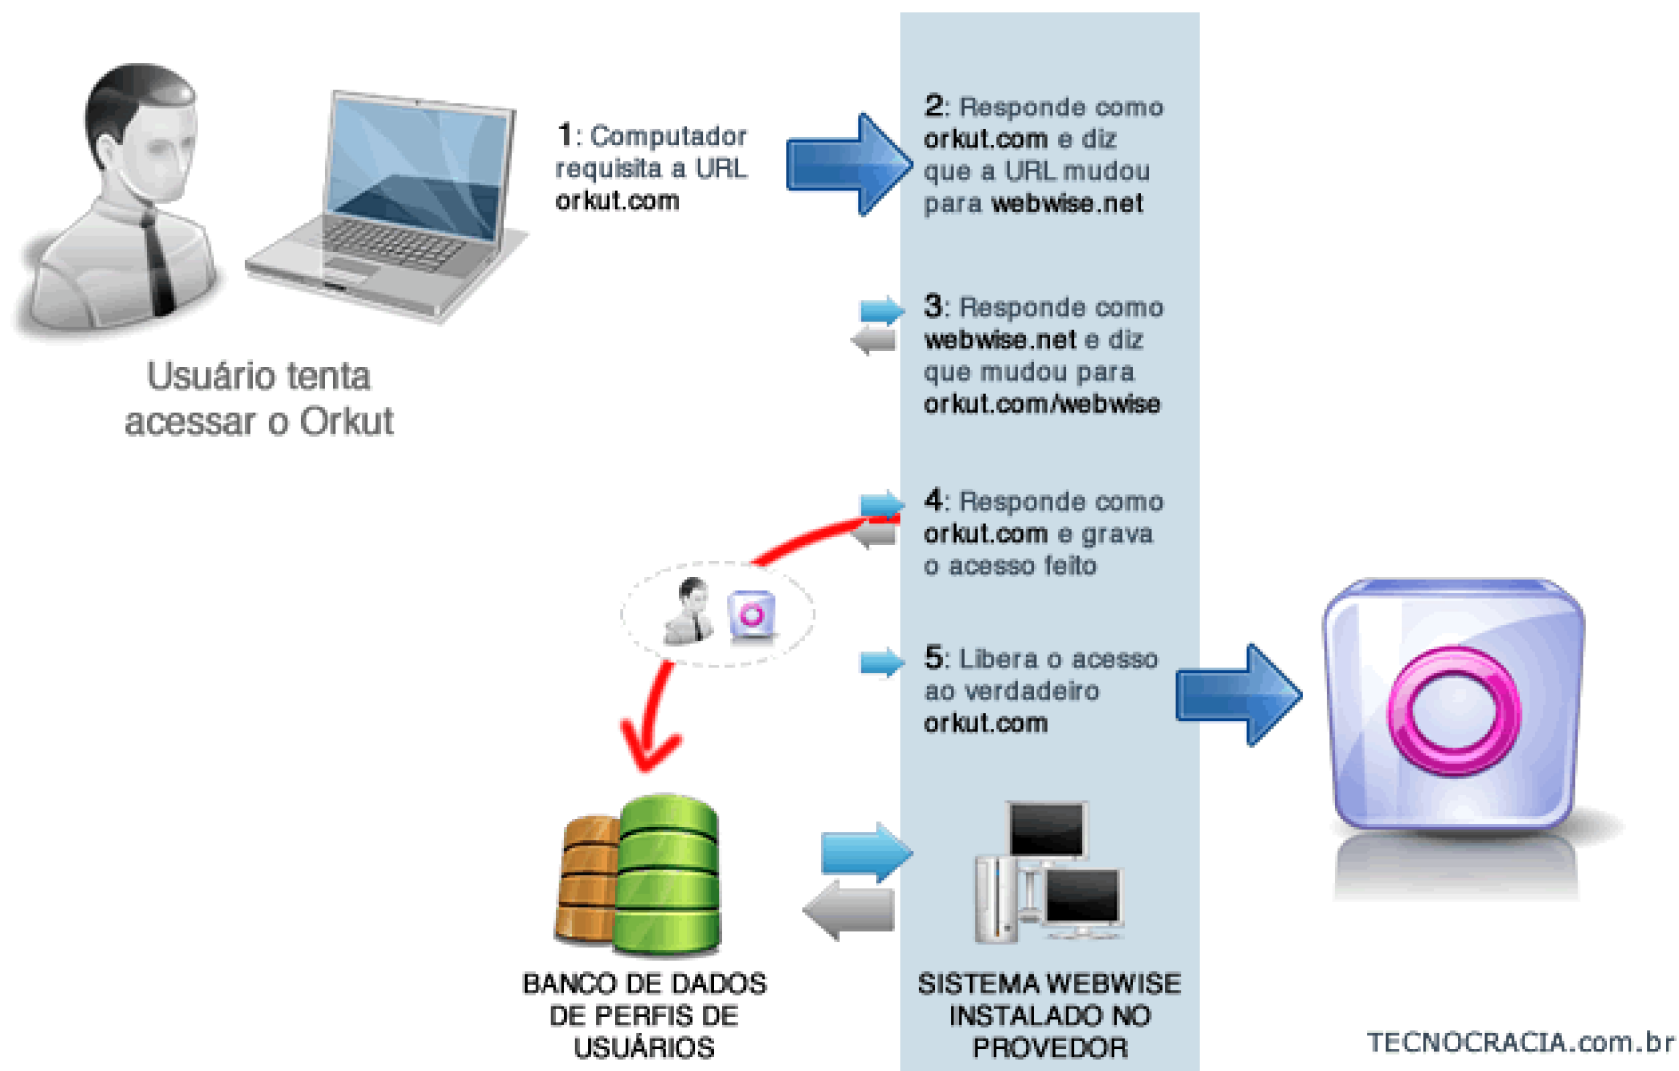 Usuário tenta
acessar o Orkut
1: Computador
requisita a URL
orkut.com
2: Responde como
orkut.com e diz
que a URL mudou
para webwise.net
3: Responde como
webwise.net e diz
que mudou para
orkut.com/webwise
4: Responde como
orkut.com e grava
o acesso feito
5: Libera o acesso
ao verdadeiro
orkut.com
BANCO DE DADOS
DE PERFIS DE
USUÁRIOS
SISTEMA WEBWISE
INSTALADO NO
PROVEDOR
TECNOCRACIA.com.br